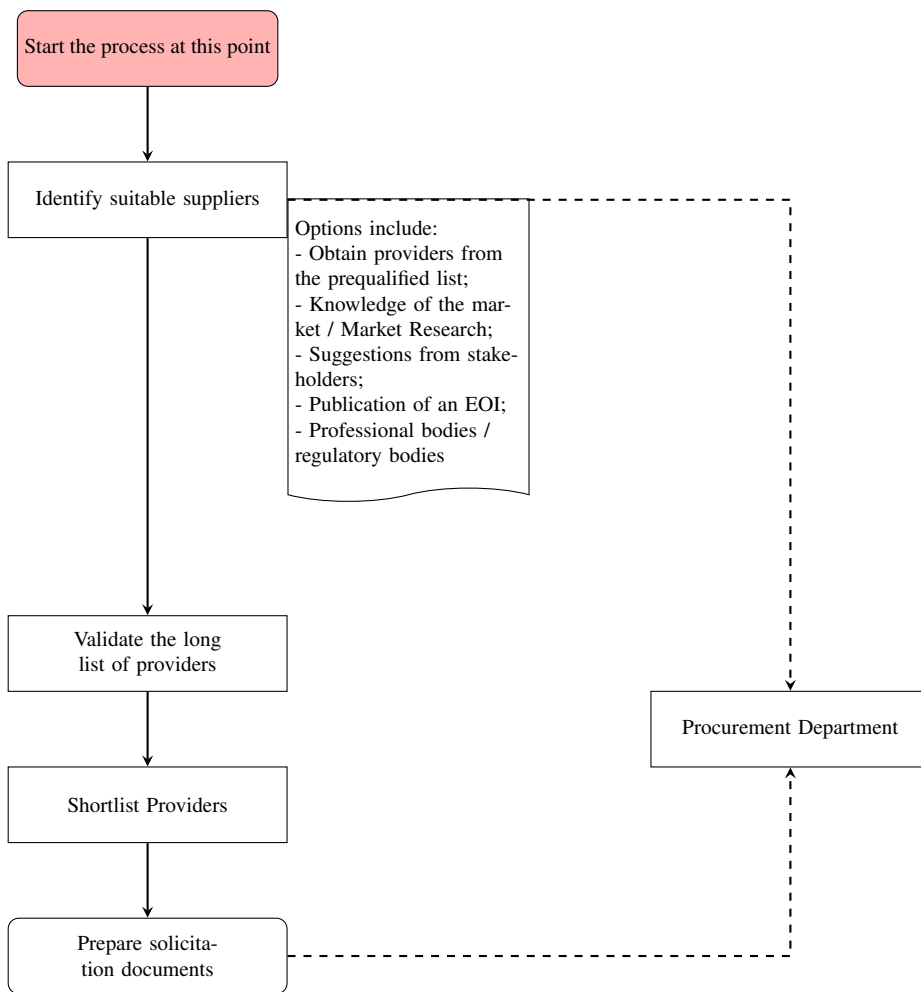 Start the process at this point
Identify suitable suppliers
Options include:
- Obtain providers from
the prequalified list;
- Knowledge of the mar-
ket / Market Research;
- Suggestions from stake-
holders;
- Publication of an EOI;
- Professional bodies /
regulatory bodies
Validate the long
list of providers
Procurement Department
Shortlist Providers
Prepare solicita-
tion documents